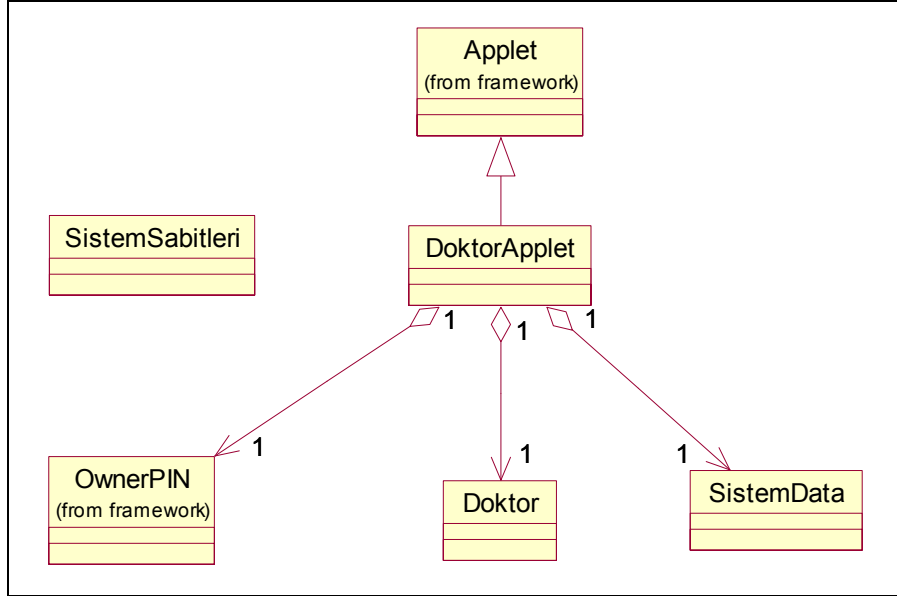 Applet
(from framework)
SistemSabitleri
DoktorApplet
1
1
1
1
1
1
OwnerPIN
(from framework)
Doktor
SistemData